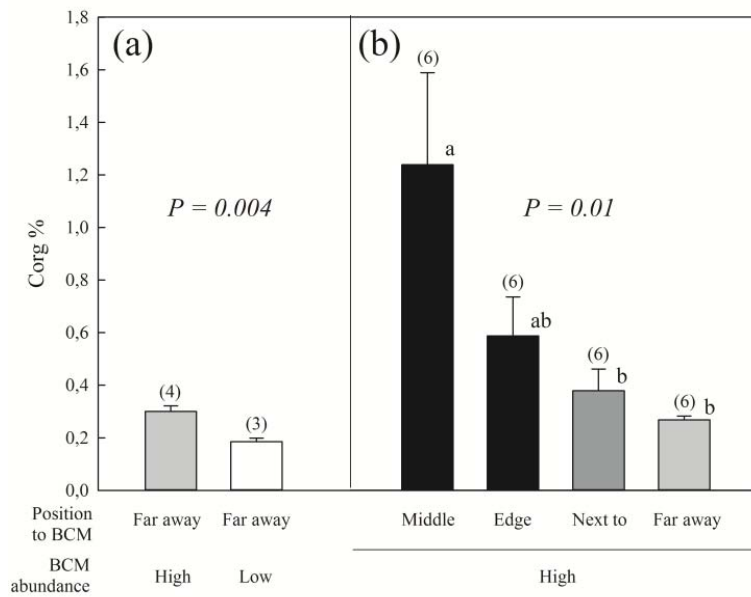 1,8
1,6
1,4
1,2
1,0
0,8
0,6
0,4
0,2
0,0
Corg %
(a)
P = 0.004
(4)
(3)
(b)
P = 0.01
(6)
a
(6)
ab
(6)
b
(6)
b
Position to BCM
Far away Far away Middle Edge Next to Far away
BCM abundance
High Low High